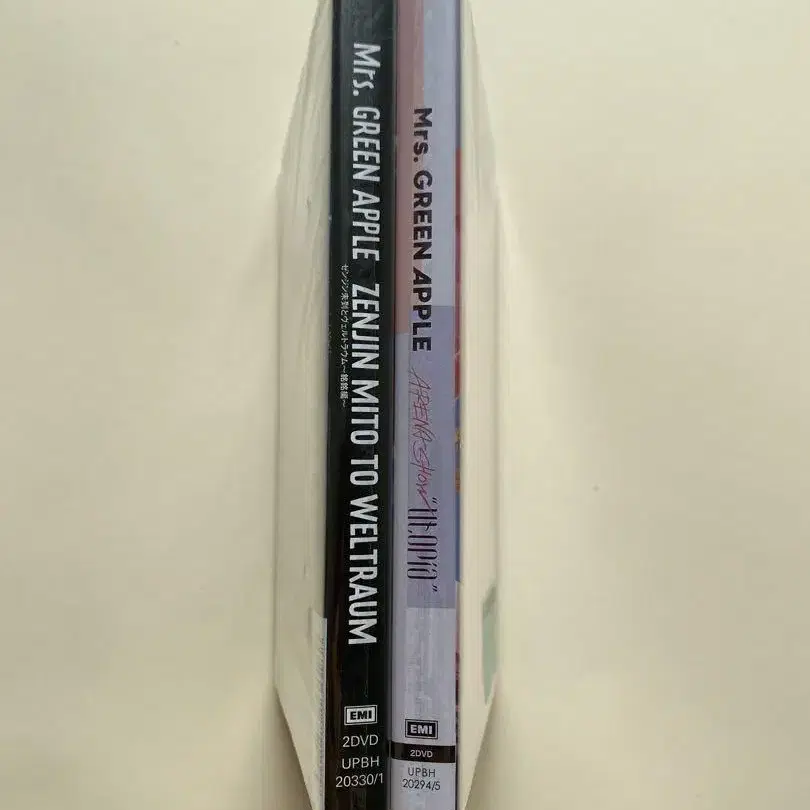 Mrs. GREEN APPLE ZENJIN MITO TO WELTRAUM
ゼンジン未到とヴェルトラウム〜銘銘編〜
EMI
2DVD
UPBH
20330/1
Mrs. GREEN APPLE
ARENA SHOW "Utopia"
EMI
2DVD
UPBH
20294/5